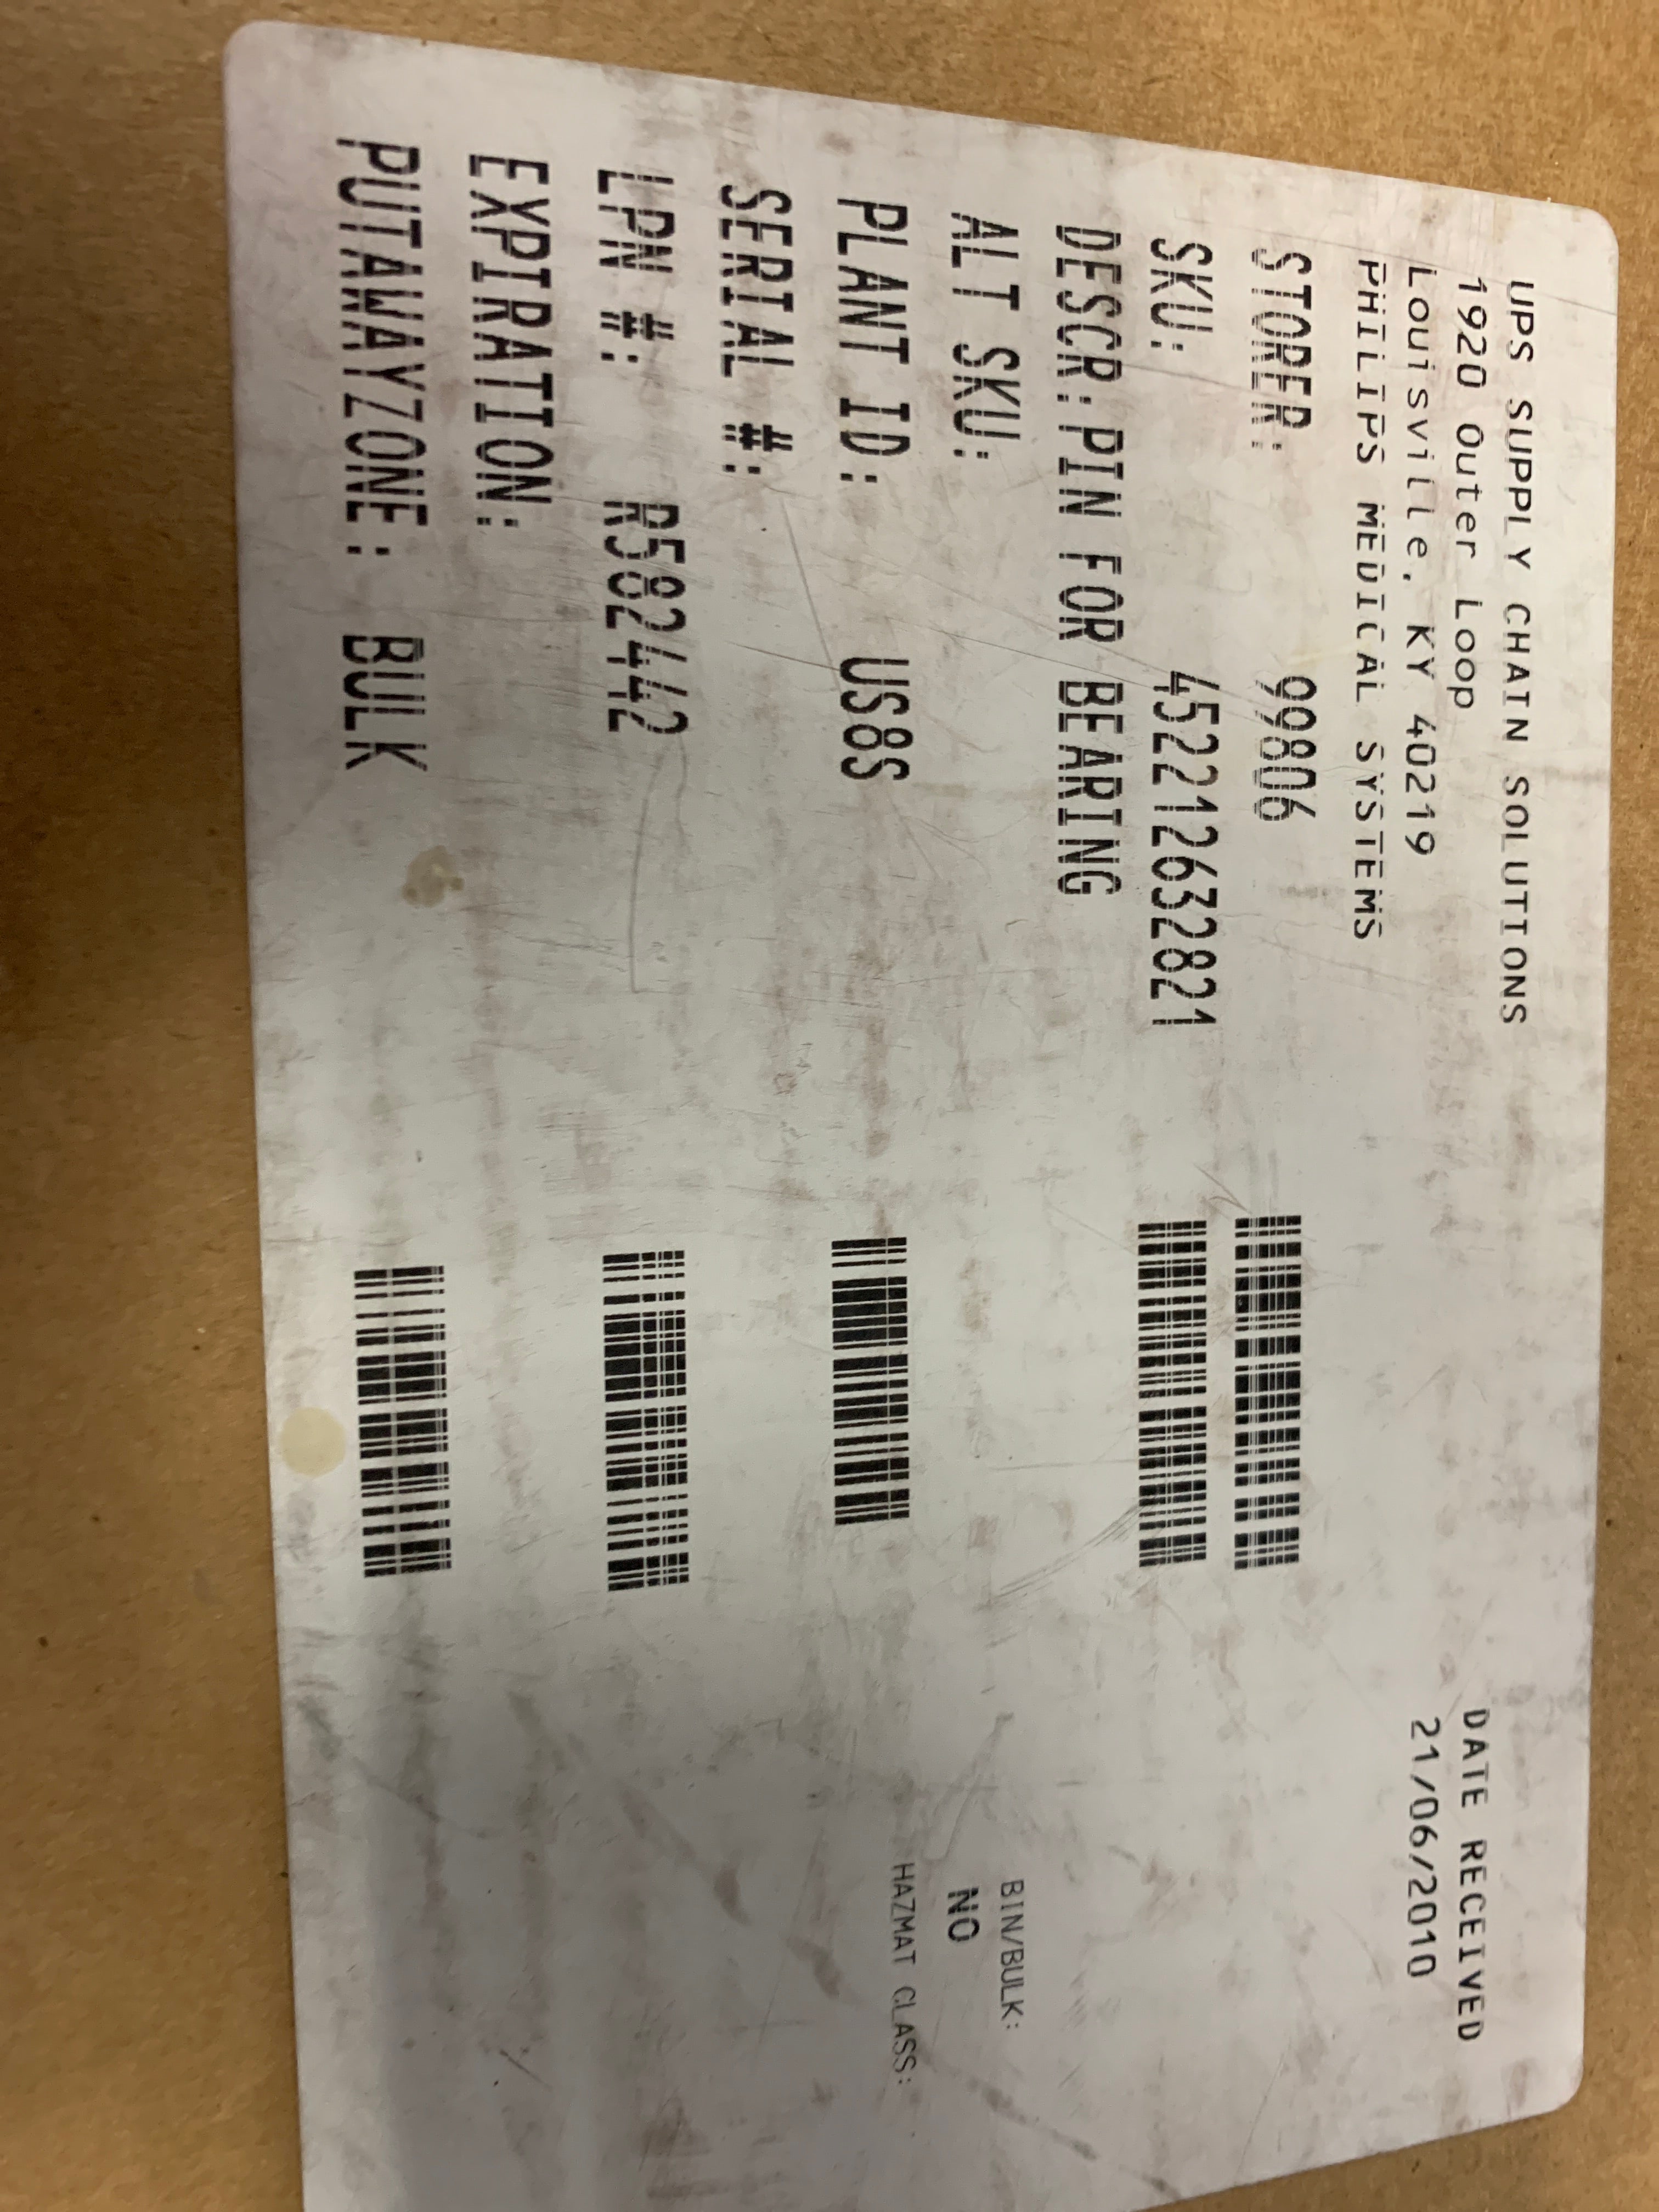 UPS SUPPLY CHAIN SOLUTIONS
1920 Outer Loop
Louisville, KY 40219
PHILIPS MEDICAL SYSTEMS
DATE RECEIVED
21/06/2010
STORER: 99806
SKU: 452212632821
DESCR: PIN FOR BEARING
ALT SKU:
BIN/BULK:
NO
PLANT ID: US8S
HAZMAT CLASS:
SERIAL #:
LPN #: R582442
EXPIRATION:
PUTAWAYZONE: BULK